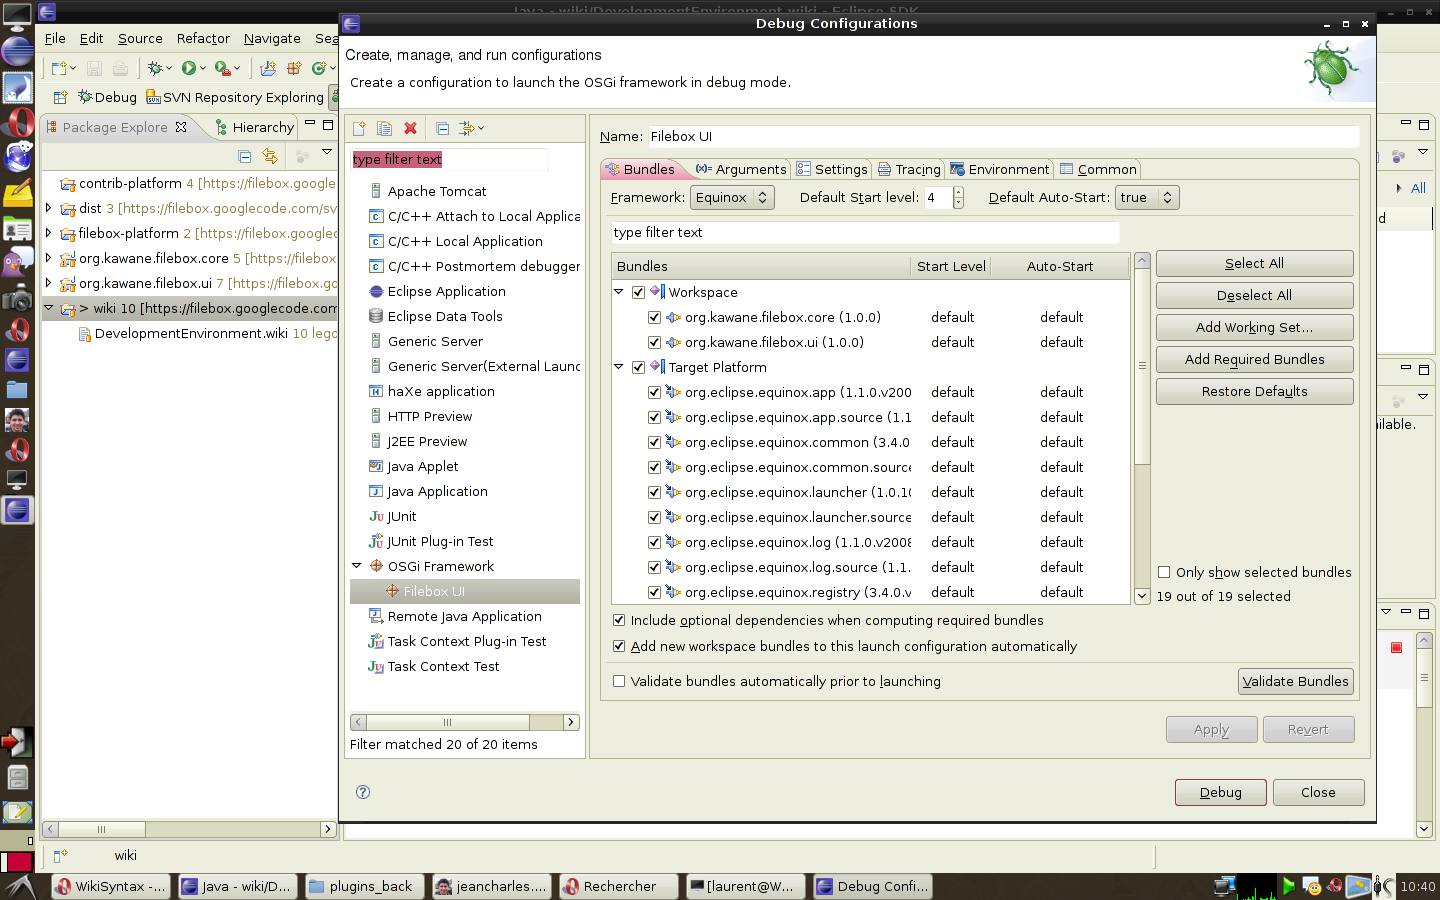 Java - wiki/DevelopmentEnvironment.wiki - Eclipse SDK
Debug Configurations
File Edit Source Refactor Navigate
Create, manage, and run configurations
Create a configuration to launch the OSGi framework in debug mode.
Debug SVN Repository Exploring
Package Explore Hierarchy
contrib-platform 4 [https://filebox.google
dist 3 [https://filebox.googlecode.com/sv
filebox-platform 2 [https://filebox.googlec
org.kawane.filebox.core 5 [https://filebox
org.kawane.filebox.ui 7 [https://filebox.
> wiki 10 [https://filebox.googlecode.com
DevelopmentEnvironment.wiki 10 lego
type filter text
Apache Tomcat
C/C++ Attach to Local Applica
C/C++ Local Application
C/C++ Postmortem debugger
Eclipse Application
Eclipse Data Tools
Generic Server
Generic Server(External Launc
haXe application
HTTP Preview
J2EE Preview
Java Applet
Java Application
JUnit
JUnit Plug-in Test
OSGi Framework
Filebox UI
Remote Java Application
Task Context Plug-in Test
Task Context Test
Filter matched 20 of 20 items
Name: Filebox UI
Bundles Arguments Settings Tracing Environment Common
Framework: Equinox Default Start level: 4 Default Auto-Start: true
type filter text
Bundles Start Level Auto-Start
Workspace
org.kawane.filebox.core (1.0.0) default default
org.kawane.filebox.ui (1.0.0) default default
Target Platform
org.eclipse.equinox.app (1.1.0.v200 default default
org.eclipse.equinox.app.source (1.1 default default
org.eclipse.equinox.common (3.4.0 default default
org.eclipse.equinox.common.source default default
org.eclipse.equinox.launcher (1.0.10 default default
org.eclipse.equinox.launcher.source default default
org.eclipse.equinox.log (1.1.0.v2008 default default
org.eclipse.equinox.log.source (1.1. default default
org.eclipse.equinox.registry (3.4.0.v default default
Select All
Deselect All
Add Working Set...
Add Required Bundles
Restore Defaults
Only show selected bundles
19 out of 19 selected
Include optional dependencies when computing required bundles
Add new workspace bundles to this launch configuration automatically
Validate bundles automatically prior to launching
Validate Bundles
Apply Revert
Debug Close
All
d
ilable.
wiki
WikiSyntax -... Java - wiki/D... plugins_back jeancharles.... Rechercher [laurent@W... Debug Confi... 10:40